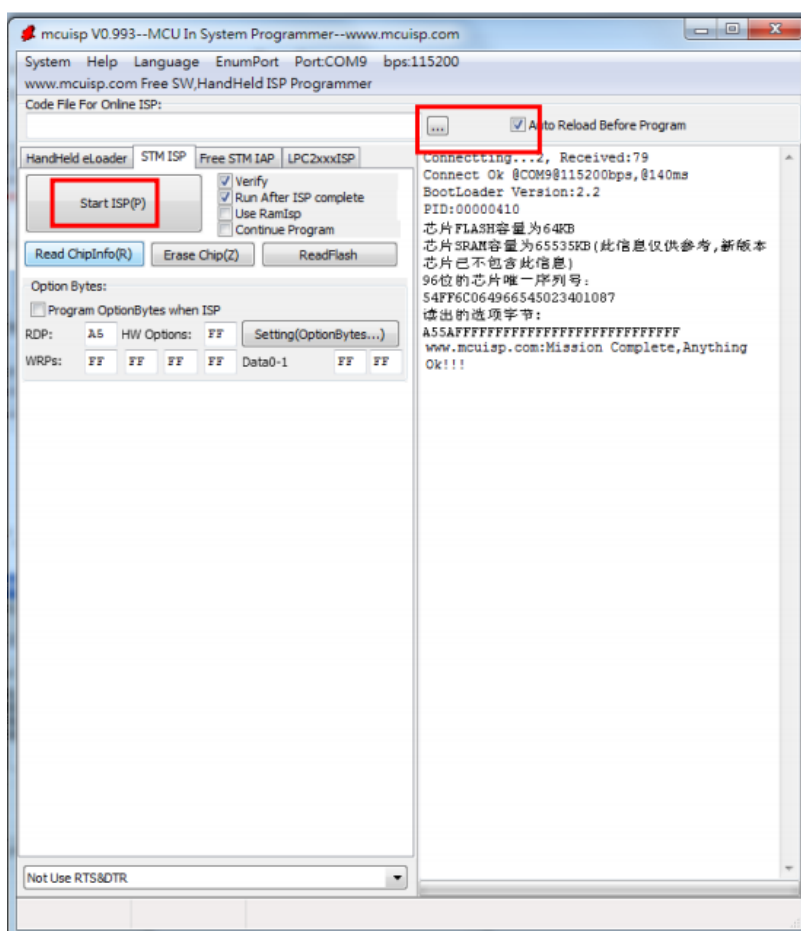 mcuisp V0.993--MCU In System Programmer--www.mcuisp.com
System Help Language EnumPort Port:COM9 bps:115200
www.mcuisp.com Free SW,HandHeld ISP Programmer
Code File For Online ISP:
... Auto Reload Before Program
HandHeld eLoader STM ISP Free STM IAP LPC2xxxISP
Start ISP(P)
Verify
Run After ISP complete
Use RamIsp
Continue Program
Read ChipInfo(R) Erase Chip(Z) ReadFlash
Option Bytes:
Program OptionBytes when ISP
RDP: A5 HW Options: FF Setting(OptionBytes...)
WRPs: FF FF FF FF Data0-1 FF FF
Not Use RTS&DTR
Connectting...2, Received:79
Connect Ok @COM9@115200bps,@140ms
BootLoader Version:2.2
PID:00000410
芯片FLASH容量为64KB
芯片SRAM容量为65535KB(此信息仅供参考,新版本
芯片已不包含此信息)
96位的芯片唯一序列号:
54FF6C064966545023401087
读出的选项字节:
A55AFFFFFFFFFFFFFFFFFFFFFFFFFFFF
www.mcuisp.com:Mission Complete,Anything
Ok!!!